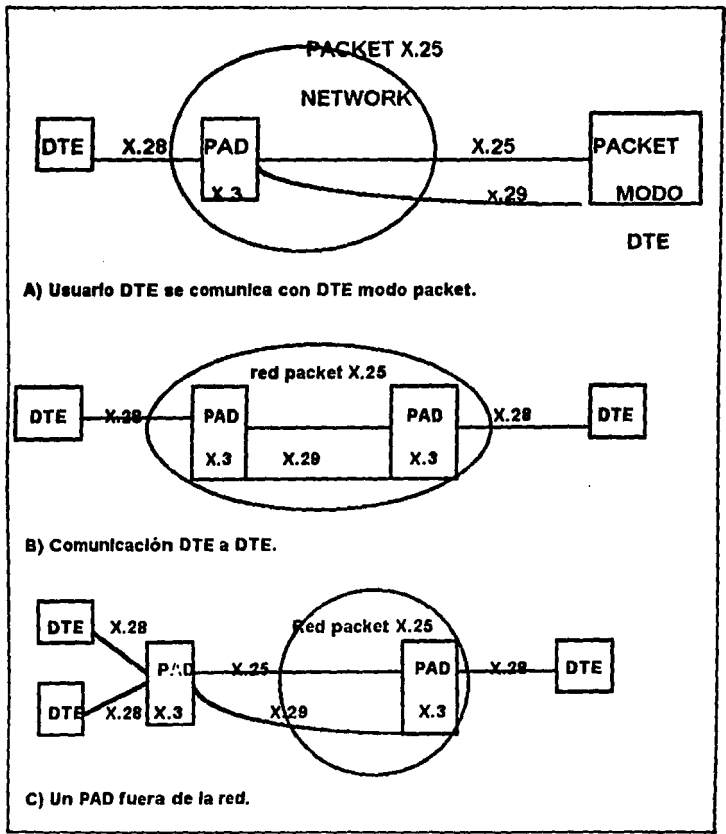 PACKET X.25
NETWORK
DTE
X.28
PAD
X.3
X.25
x.29
PACKET
MODO
DTE
A) Usuario DTE se comunica con DTE modo packet.
red packet X.25
DTE
X.28
PAD
X.3
X.29
PAD
X.3
X.28
DTE
B) Comunicación DTE a DTE.
Red packet X.25
DTE
X.28
DTE
X.28
PAD
X.3
X.25
X.29
PAD
X.3
X.28
DTE
C) Un PAD fuera de la red.